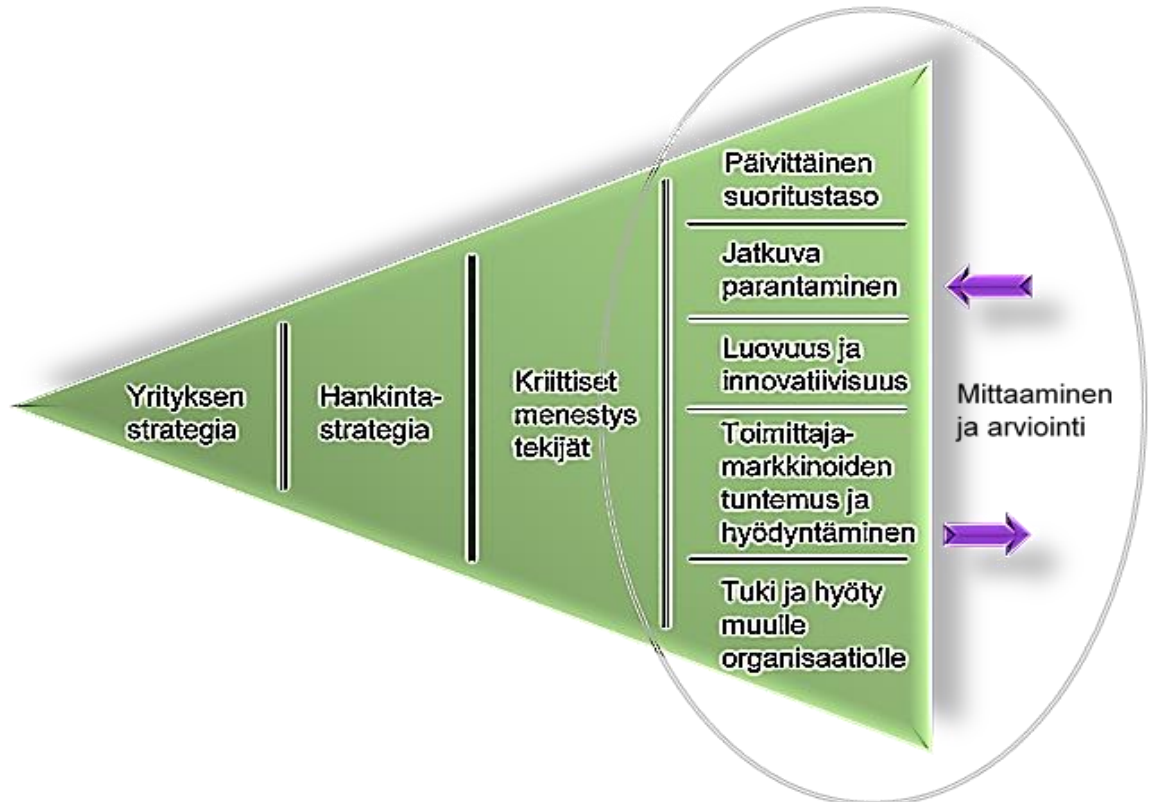 Yrityksen
strategia
Hankinta-
strategia
Kriittiset
menestys
tekijät
Päivittäinen
suoritustaso
Jatkuva
parantaminen
Luovuus ja
innovatiivisuus
Toimittaja-
markkinoiden
tuntemus ja
hyödyntäminen
Tuki ja hyöty
muulle
organisaatiolle
Mittaaminen
ja arviointi